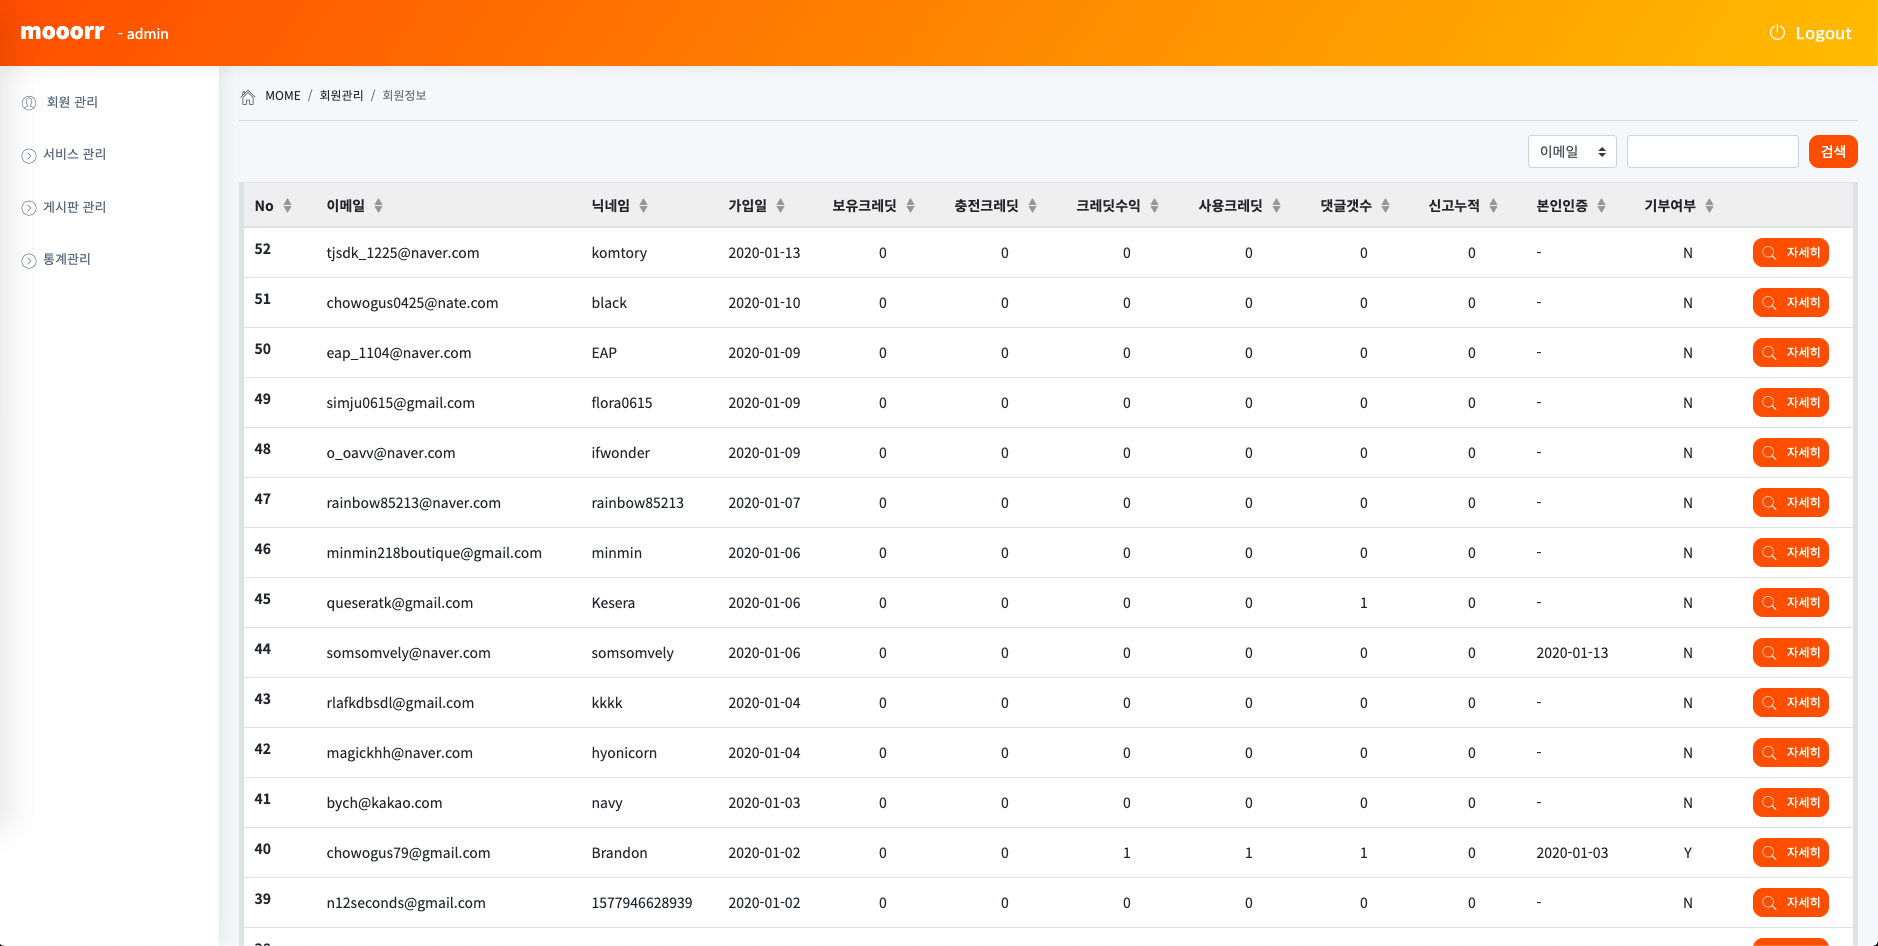 mooorr - admin
Logout
회원 관리
서비스 관리
게시판 관리
통계관리
MOME / 회원관리 / 회원정보
이메일 검색
No 이메일 닉네임 가입일 보유크레딧 충전크레딧 크레딧수익 사용크레딧 댓글갯수 신고누적 본인인증 기부여부
52 tjsdk_1225@naver.com komtory 2020-01-13 0 0 0 0 0 0 - N 자세히
51 chowogus0425@nate.com black 2020-01-10 0 0 0 0 0 0 - N 자세히
50 eap_1104@naver.com EAP 2020-01-09 0 0 0 0 0 0 - N 자세히
49 simju0615@gmail.com flora0615 2020-01-09 0 0 0 0 0 0 - N 자세히
48 o_oavv@naver.com ifwonder 2020-01-09 0 0 0 0 0 0 - N 자세히
47 rainbow85213@naver.com rainbow85213 2020-01-07 0 0 0 0 0 0 - N 자세히
46 minmin218boutique@gmail.com minmin 2020-01-06 0 0 0 0 0 0 - N 자세히
45 queseratk@gmail.com Kesera 2020-01-06 0 0 0 0 1 0 - N 자세히
44 somsomvely@naver.com somsomvely 2020-01-06 0 0 0 0 0 0 2020-01-13 N 자세히
43 rlafkdbsdl@gmail.com kkkk 2020-01-04 0 0 0 0 0 0 - N 자세히
42 magickhh@naver.com hyonicorn 2020-01-04 0 0 0 0 0 0 - N 자세히
41 bych@kakao.com navy 2020-01-03 0 0 0 0 0 0 - N 자세히
40 chowogus79@gmail.com Brandon 2020-01-02 0 0 1 1 1 0 2020-01-03 Y 자세히
39 n12seconds@gmail.com 1577946628939 2020-01-02 0 0 0 0 0 0 - N 자세히